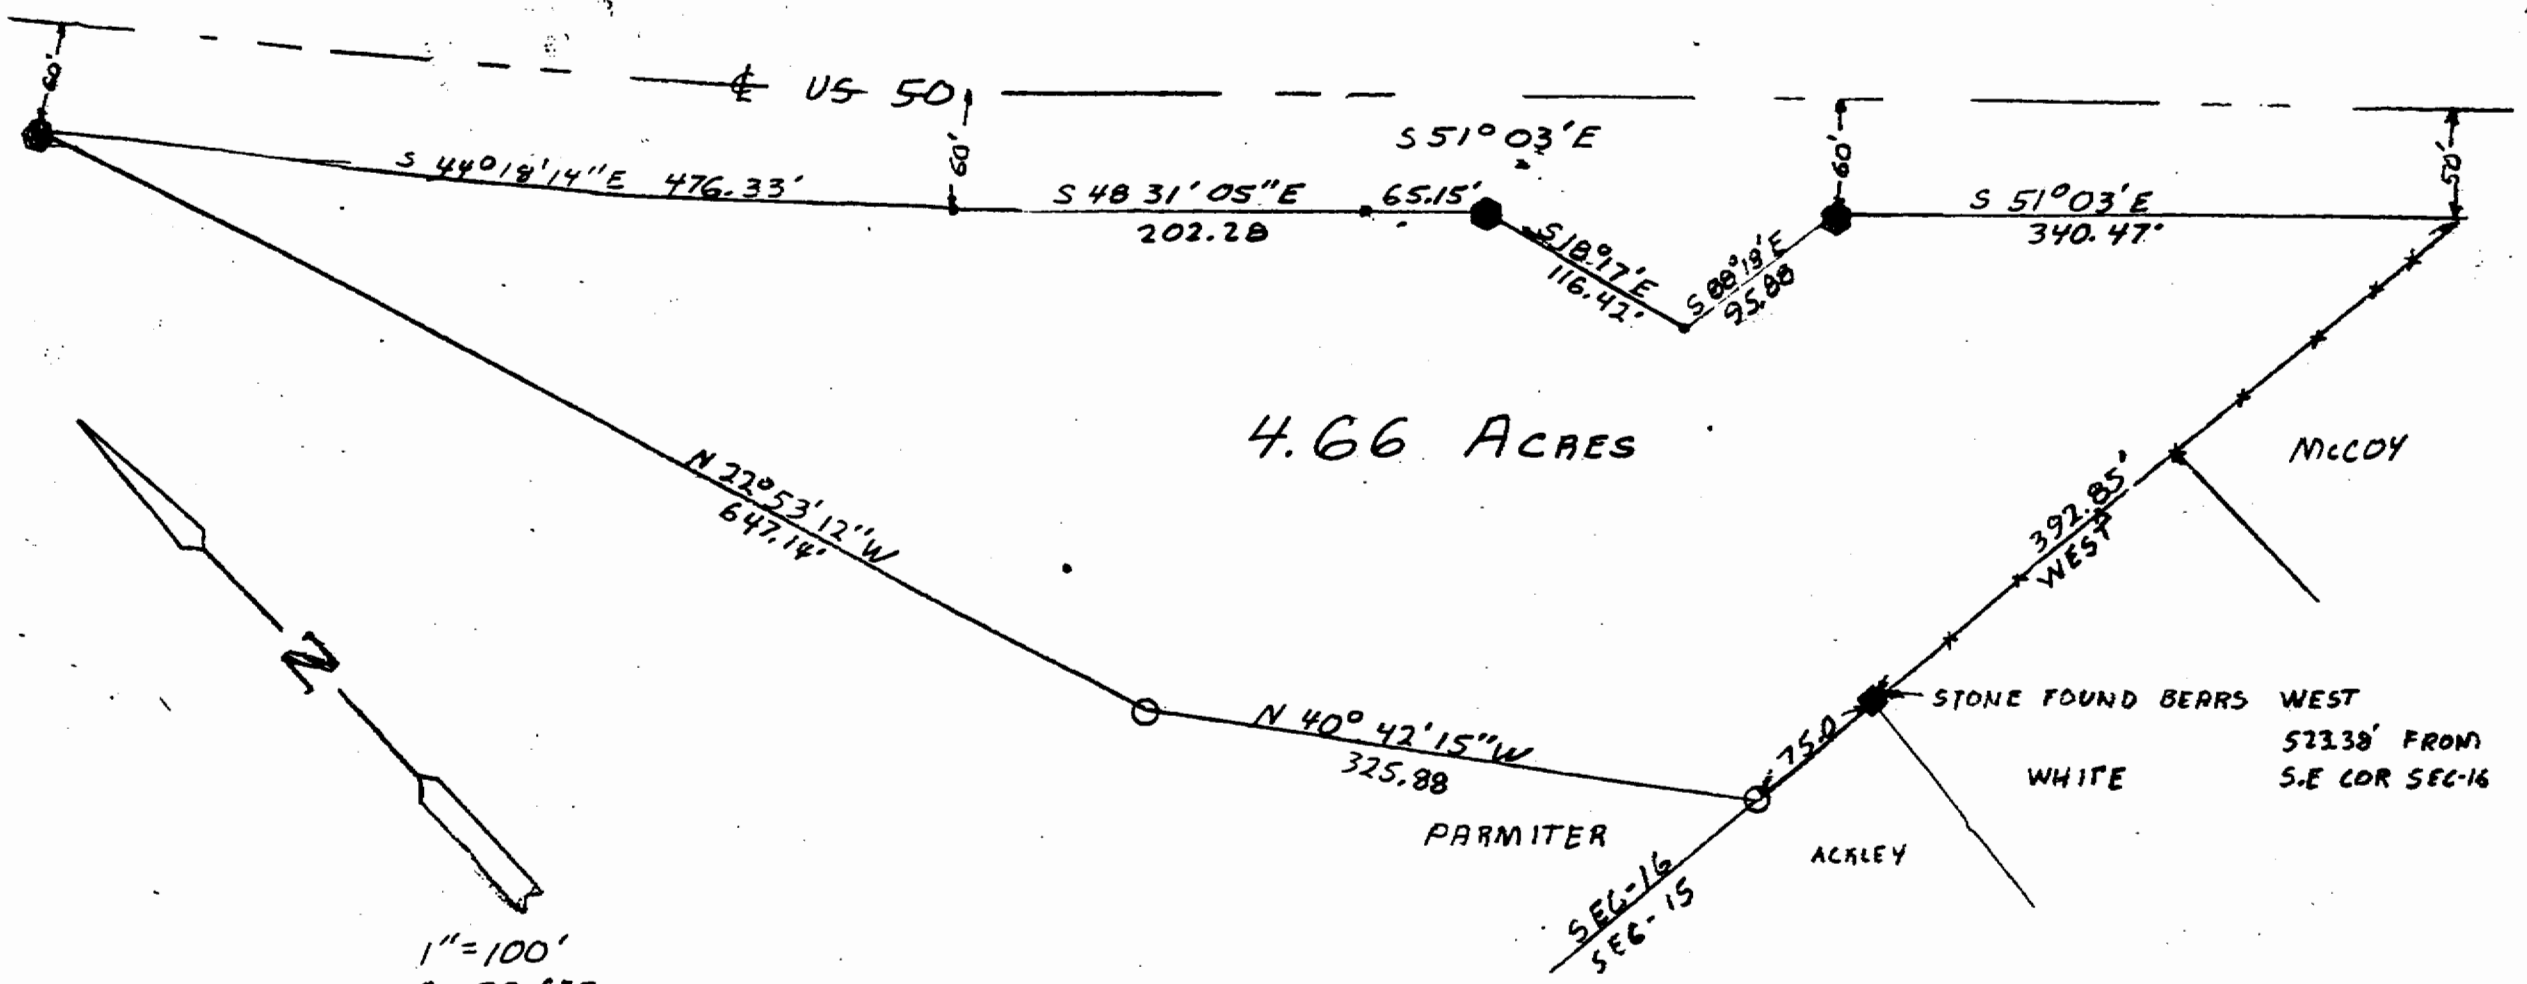 60'
℄ US 50
60'
S 51° 03' E
60'
50'
S 44° 18' 14" E 476.33'
S 48 31' 05" E
202.28
65.15'
S 18° 17' E
116.42'
S 88° 19' E
95.88
S 51° 03' E
340.47'
4.66 ACRES
McCOY
N 22° 53' 12" W
647.14'
392.85'
WEST
N
N 40° 42' 15" W
325.88
75.0
STONE FOUND BEARS WEST
523.38' FROM
S.E COR SEC-16
WHITE
PARMITER
ACKLEY
SEC-16
SEC-15
1" = 100'